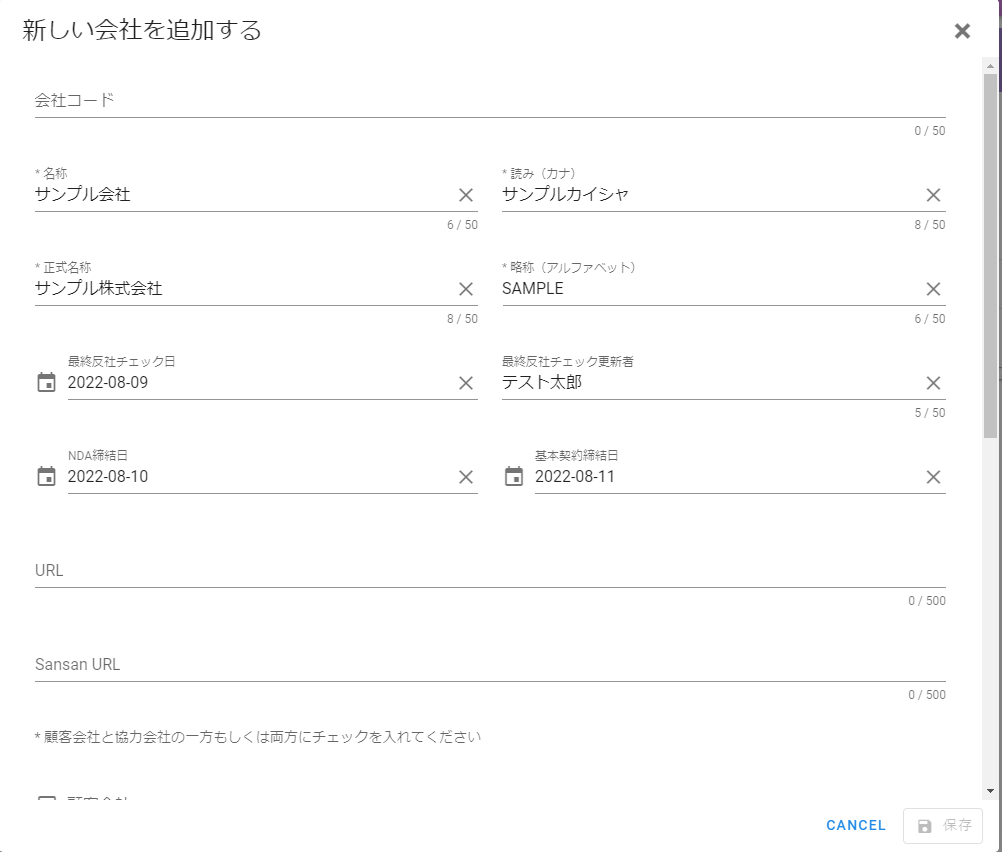 新しい会社を追加する
会社コード
0 / 50
* 名称
サンプル会社
6 / 50
* 読み（カナ）
サンプルカイシャ
8 / 50
* 正式名称
サンプル株式会社
8 / 50
* 略称（アルファベット）
SAMPLE
6 / 50
最終反社チェック日
2022-08-09
最終反社チェック更新者
テスト太郎
5 / 50
NDA締結日
2022-08-10
基本契約締結日
2022-08-11
URL
0 / 500
Sansan URL
0 / 500
* 顧客会社と協力会社の一方もしくは両方にチェックを入れてください
CANCEL
保存